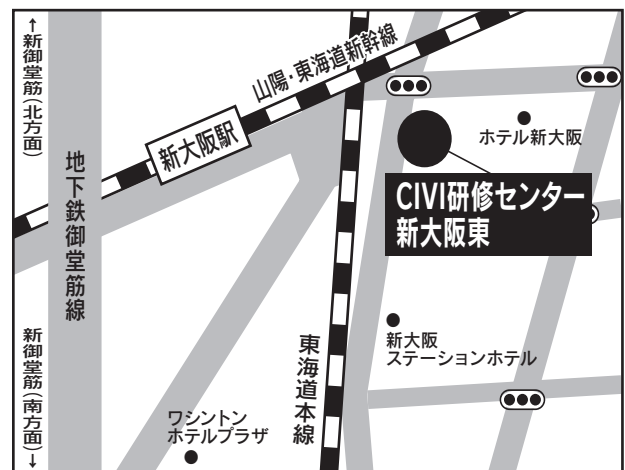 ↑新御堂筋(北方面)
山陽・東海道新幹線
新大阪駅
地下鉄御堂筋線
ホテル新大阪
CIVI研修センター
新大阪東
新大阪
ステーションホテル
東海道本線
新御堂筋(南方面)↓
ワシントン
ホテルプラザ